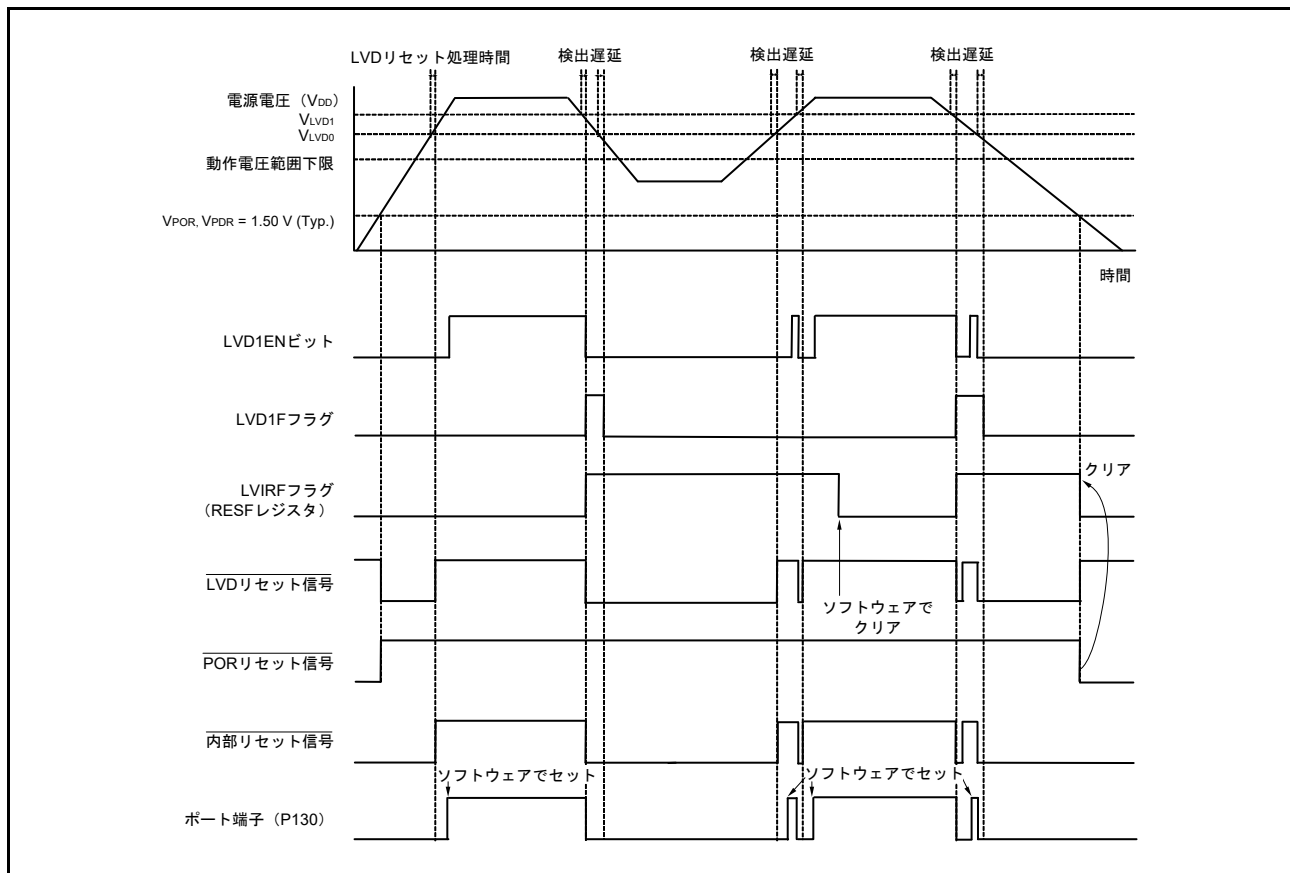 LVDリセット処理時間
検出遅延
検出遅延
検出遅延
電源電圧(VDD)
VLVD1
VLVD0
動作電圧範囲下限
VPOR, VPDR = 1.50 V (Typ.)
時間
LVD1ENビット
LVD1Fフラグ
クリア
LVIRFフラグ
(RESFレジスタ)
LVDリセット信号
ソフトウェアで
クリア
PORリセット信号
内部リセット信号
ソフトウェアでセット
ソフトウェアでセット
ポート端子(P130)